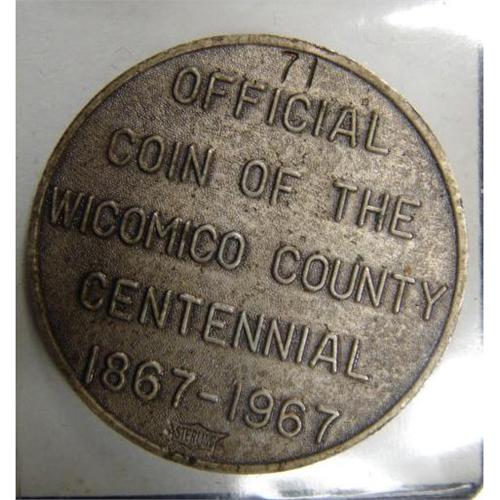 71
OFFICIAL
COIN OF THE
WICOMICO COUNTY
CENTENNIAL
1867-1967
STERLING